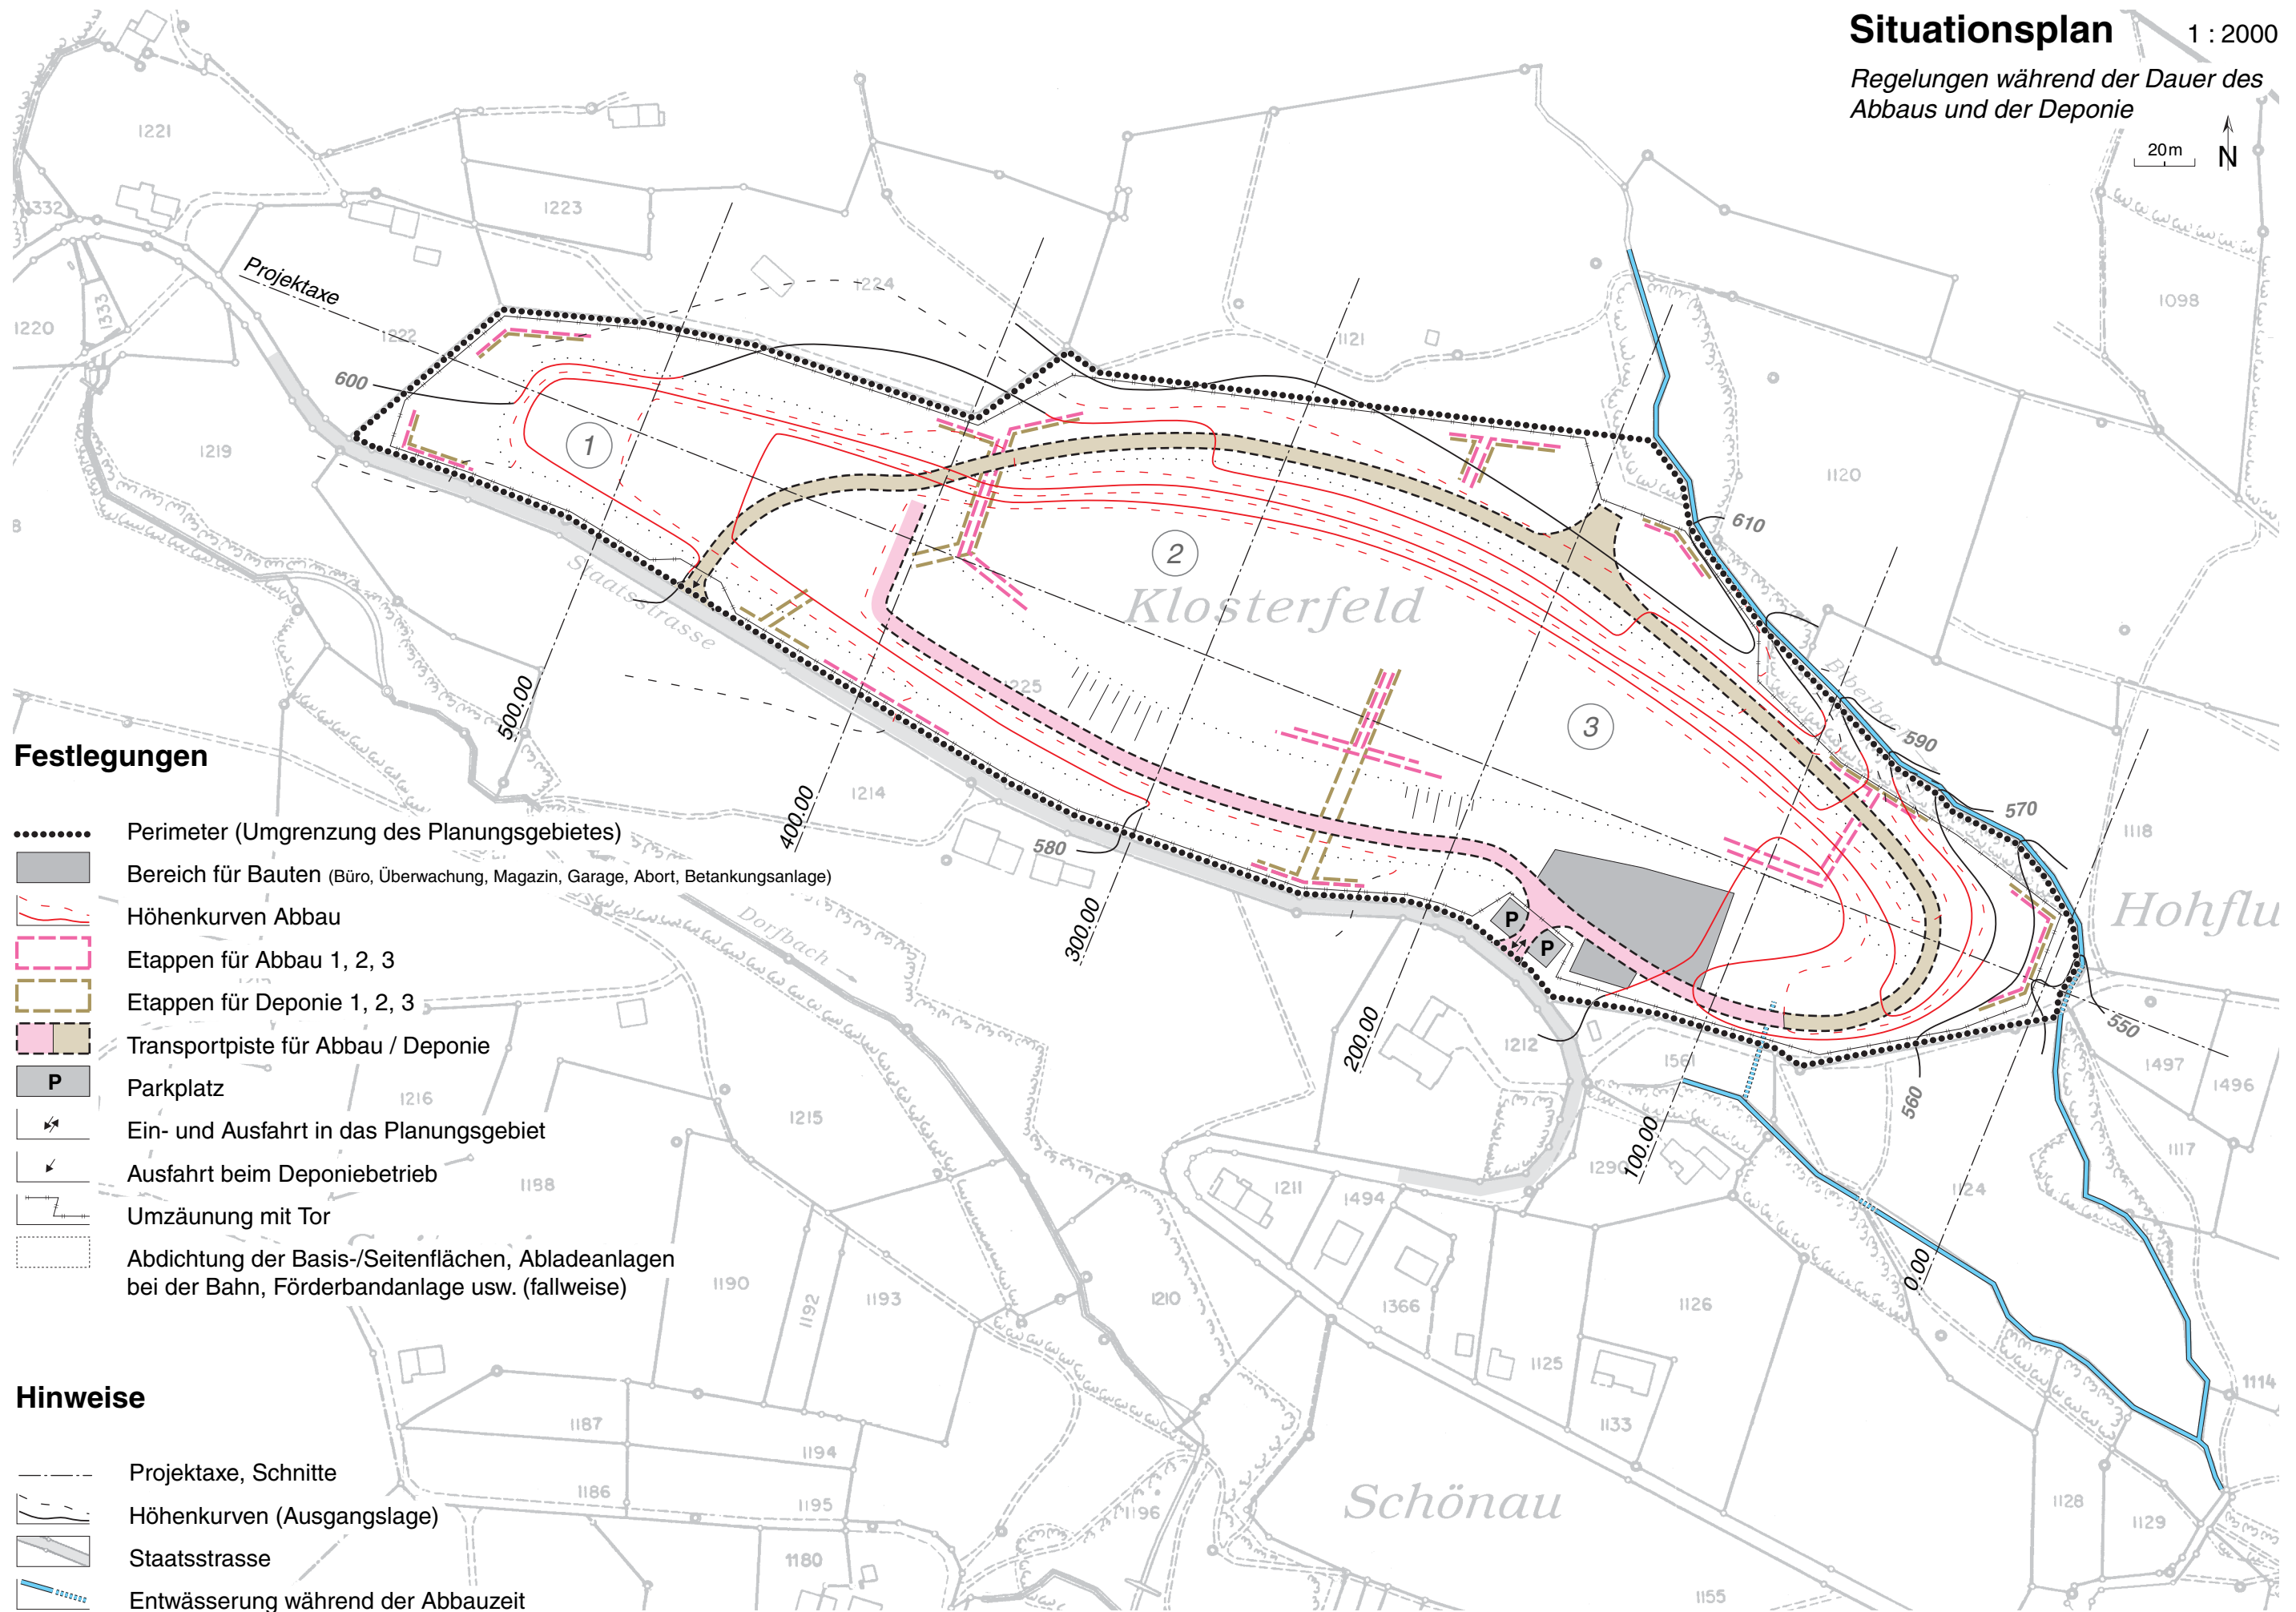 Situationsplan 1 : 2000
Regelungen während der Dauer des
Abbaus und der Deponie
20m
N
1221
1332
1223
1333
1220
1222
1224
1121
1098
Projektaxe
600
1219
8
1
2
3
Klosterfeld
1120
610
590
570
1118
Staatsstrasse
1225
500.00
400.00
300.00
200.00
100.00
0.00
1214
580
P
P
Hohflu
550
560
1212
1561
1497
1496
1117
1124
1290
1211
1494
Dorfbach
1216
1215
1188
1190
1192
1193
1210
1366
1126
1125
1133
1114
1187
1194
1186
1195
1196
1180
Schönau
1128
1129
1155
Festlegungen
Perimeter (Umgrenzung des Planungsgebietes)
Bereich für Bauten (Büro, Überwachung, Magazin, Garage, Abort, Betankungsanlage)
Höhenkurven Abbau
Etappen für Abbau 1, 2, 3
Etappen für Deponie 1, 2, 3
Transportpiste für Abbau / Deponie
P Parkplatz
Ein- und Ausfahrt in das Planungsgebiet
Ausfahrt beim Deponiebetrieb
Umzäunung mit Tor
Abdichtung der Basis-/Seitenflächen, Abladeanlagen
bei der Bahn, Förderbandanlage usw. (fallweise)
Hinweise
Projektaxe, Schnitte
Höhenkurven (Ausgangslage)
Staatsstrasse
Entwässerung während der Abbauzeit